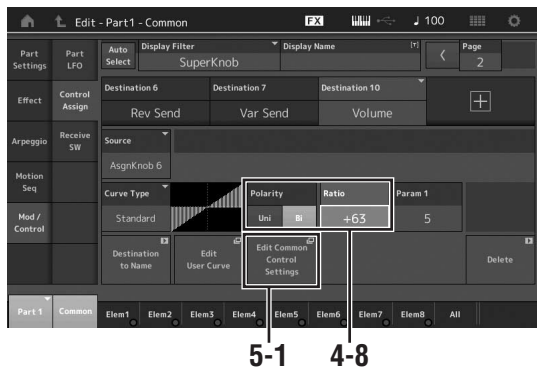 Edit - Part1 - Common
FX
100
Part Settings
Part LFO
Auto Select
Display Filter
SuperKnob
Display Name
[T]
Page
2
Effect
Control Assign
Destination 6
Rev Send
Destination 7
Var Send
Destination 10
Volume
Arpeggio
Receive SW
Source
AsgnKnob 6
Motion Seq
Curve Type
Standard
Polarity
Uni
Bi
Ratio
+63
Param 1
5
Mod / Control
Destination to Name
Edit User Curve
Edit Common Control Settings
Delete
Part 1
Common
Elem1
Elem2
Elem3
Elem4
Elem5
Elem6
Elem7
Elem8
All
5-1
4-8